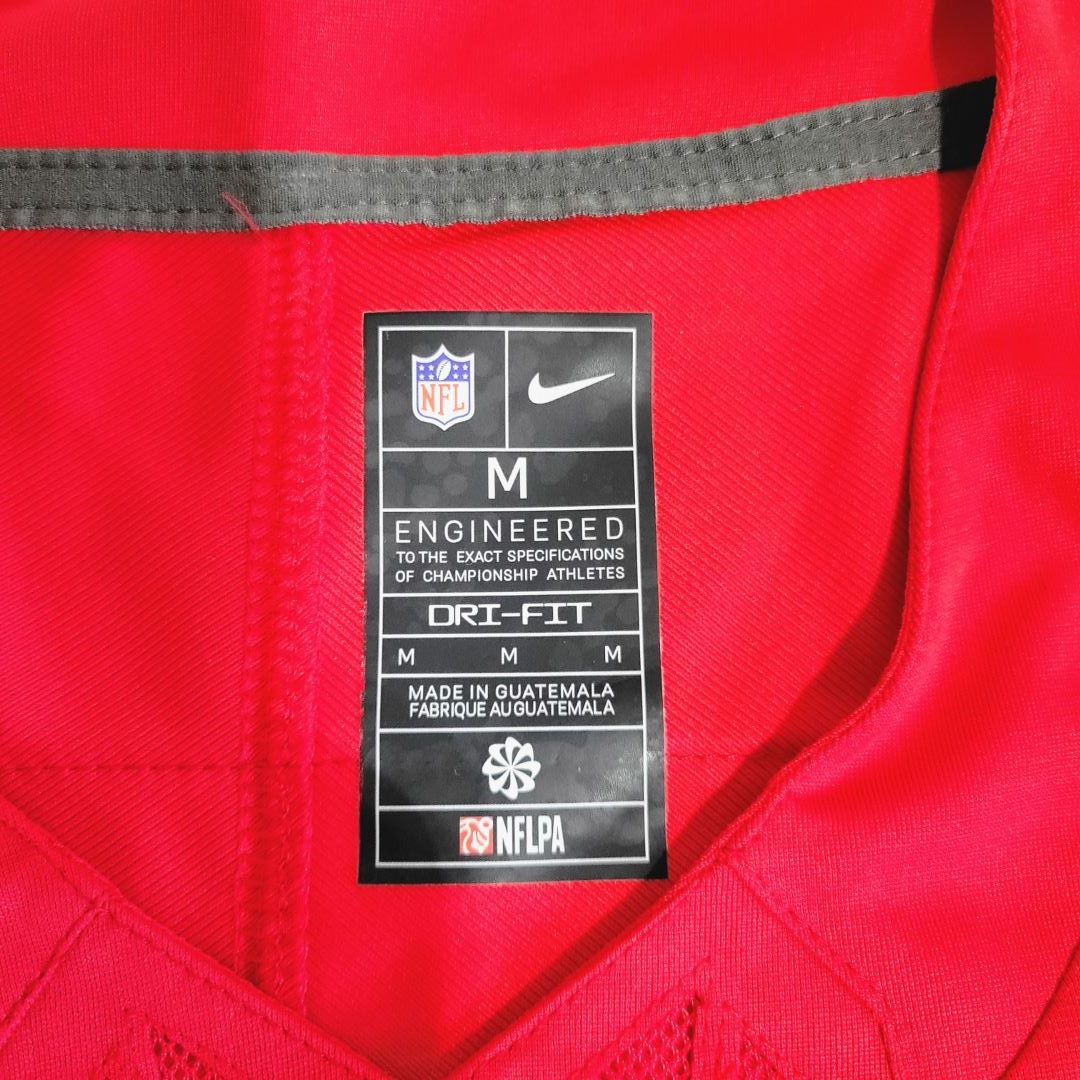 NFL
M
ENGINEERED
TO THE EXACT SPECIFICATIONS
OF CHAMPIONSHIP ATHLETES
DRI-FIT
M M M
MADE IN GUATEMALA
FABRIQUE AU GUATEMALA
NFLPA